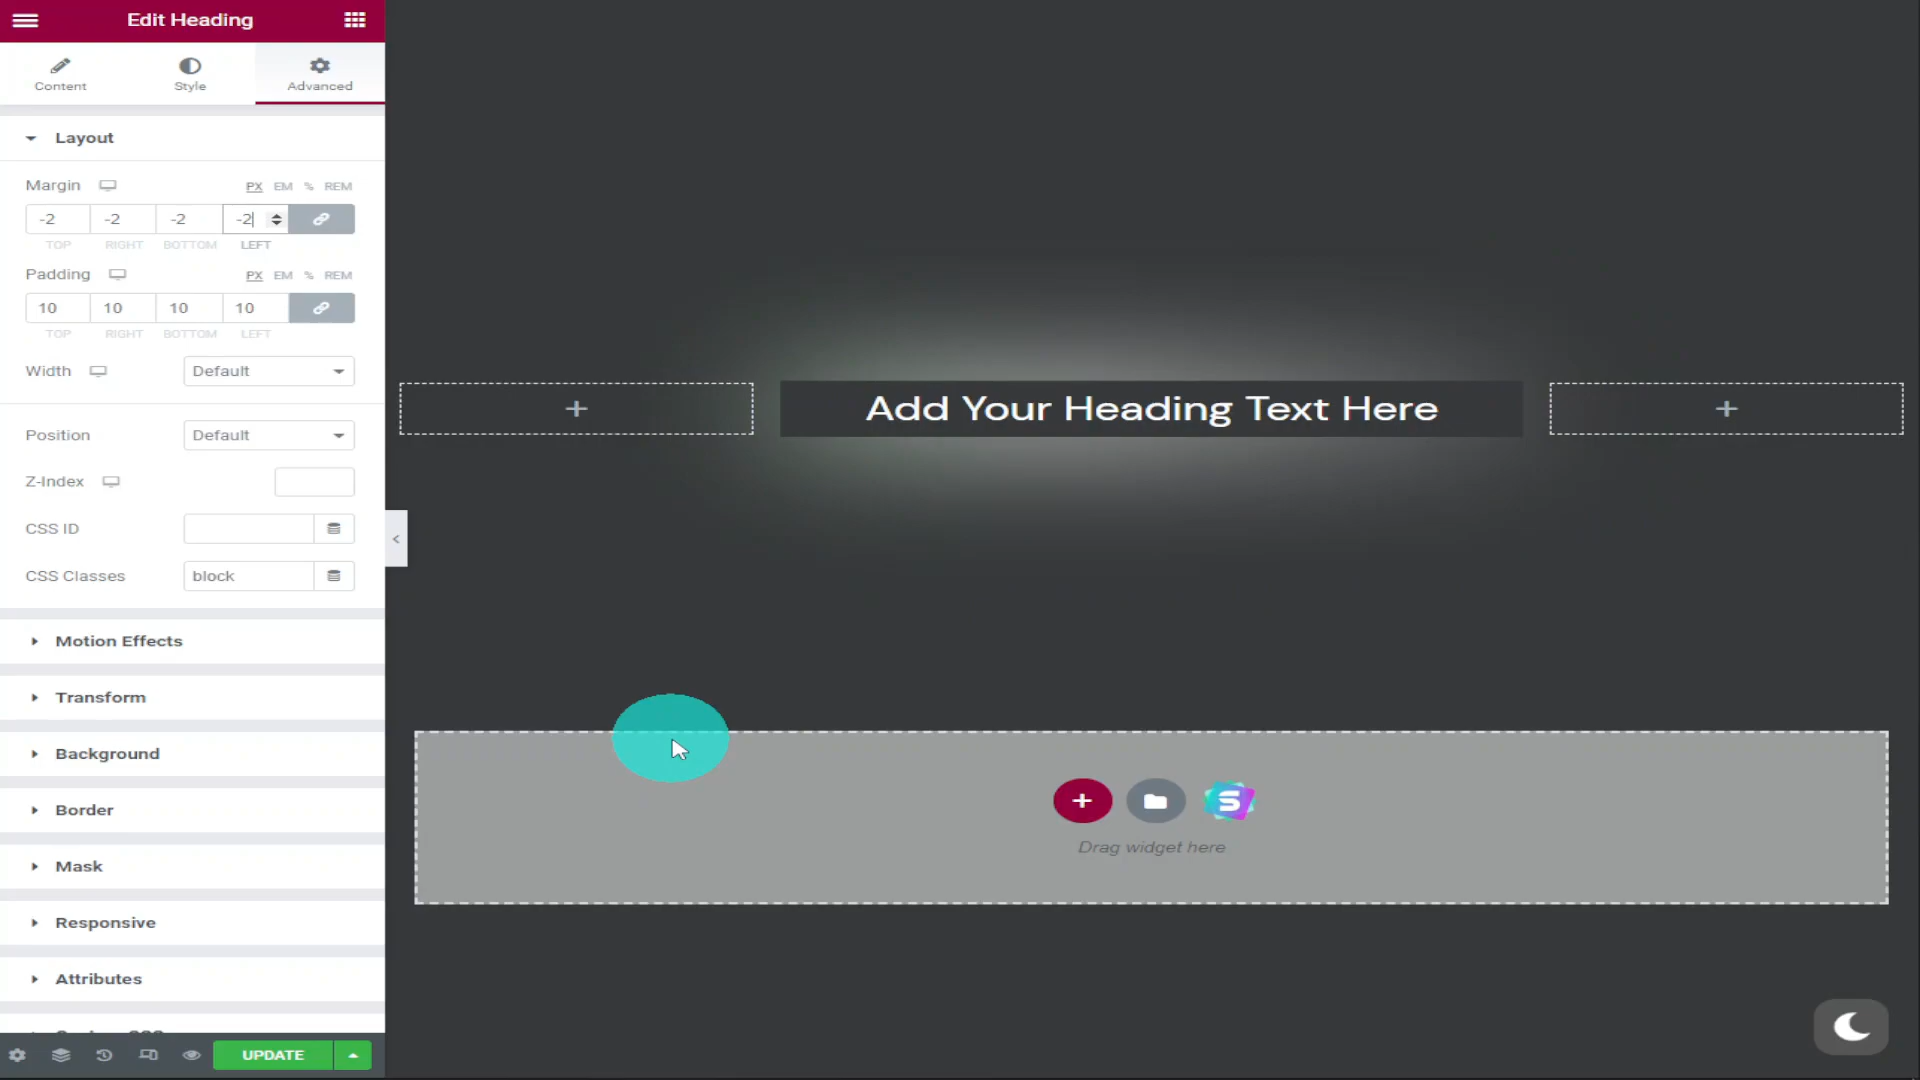 Edit Heading
Content
Style
Advanced
Layout
Margin
PX EM % REM
-2 -2 -2 -2
TOP RIGHT BOTTOM LEFT
Padding
PX EM % REM
10 10 10 10
TOP RIGHT BOTTOM LEFT
Width
Default
Position
Default
Z-Index
CSS ID
CSS Classes
block
Motion Effects
Transform
Background
Border
Mask
Responsive
Attributes
UPDATE
Add Your Heading Text Here
S
Drag widget here